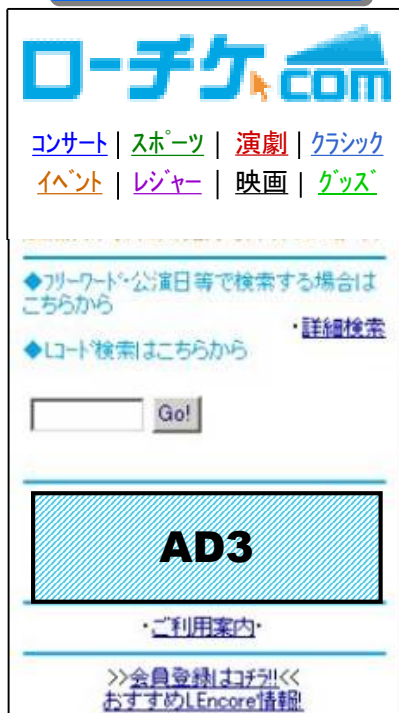 ローチケ.com
コンサート | スポーツ | 演劇 | クラシック
イベント | レジャー | 映画 | グッズ
◆フリーワード・公演日等で検索する場合は
こちらから
・詳細検索
◆Lコード検索はこちらから
Go!
AD3
・ご利用案内・
>>会員登録はコチラ!!<<
おすすめLEncore情報!